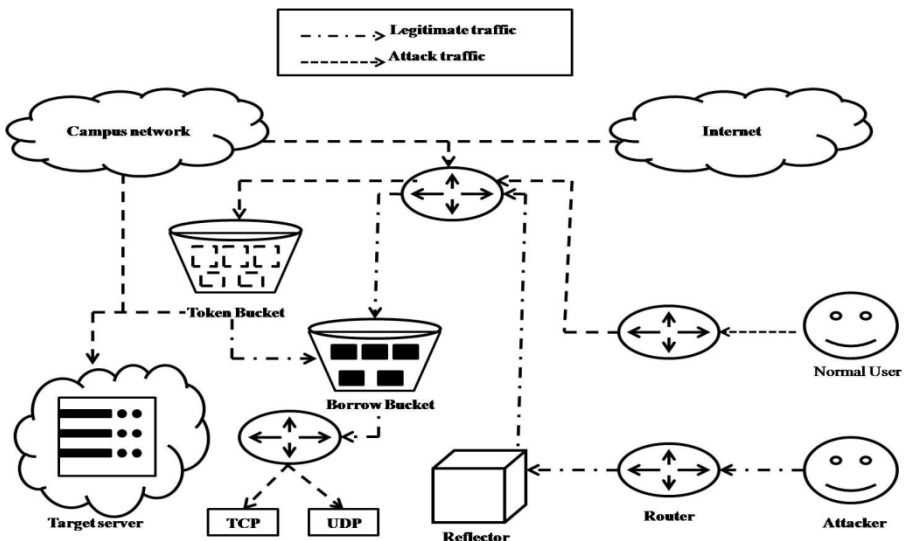 Legitimate traffic
Attack traffic
Campus network
Internet
Token Bucket
Borrow Bucket
Normal User
Target server
TCP
UDP
Reflector
Router
Attacker